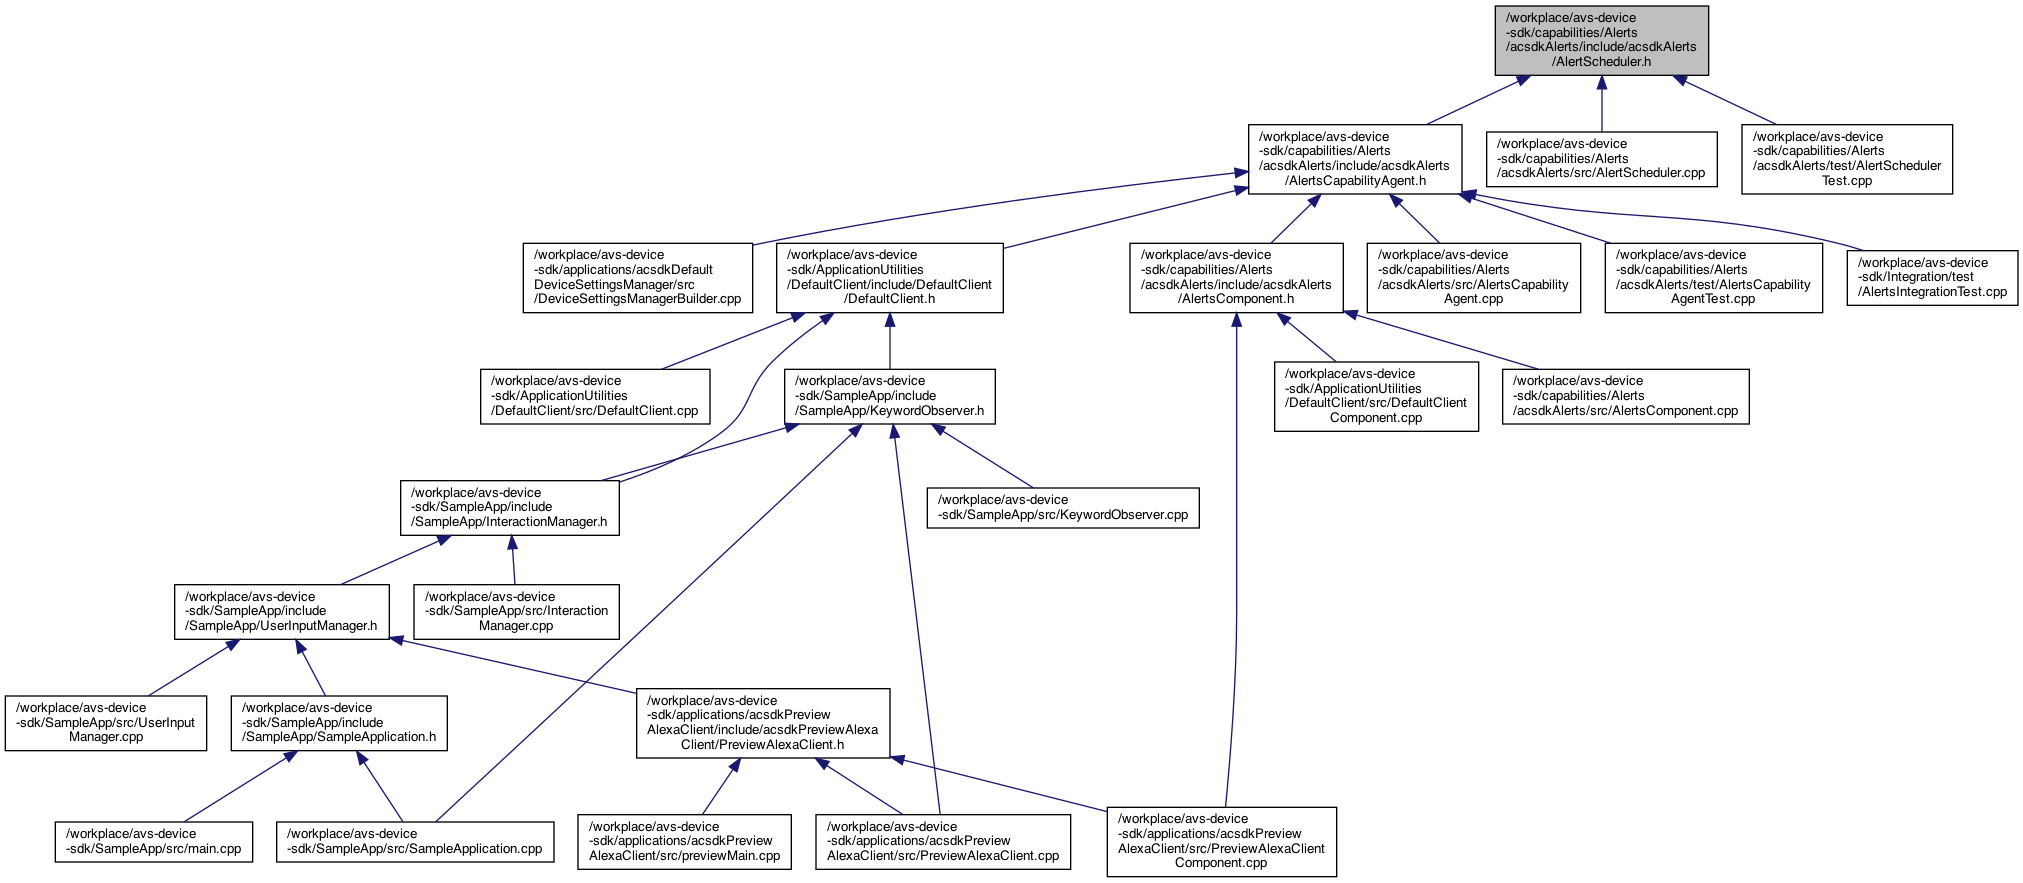 /workplace/avs-device
-sdk/capabilities/Alerts
/acsdkAlerts/include/acsdkAlerts
/AlertScheduler.h
/workplace/avs-device
-sdk/capabilities/Alerts
/acsdkAlerts/include/acsdkAlerts
/AlertsCapabilityAgent.h
/workplace/avs-device
-sdk/capabilities/Alerts
/acsdkAlerts/src/AlertScheduler.cpp
/workplace/avs-device
-sdk/capabilities/Alerts
/acsdkAlerts/test/AlertScheduler
Test.cpp
/workplace/avs-device
-sdk/applications/acsdkDefault
DeviceSettingsManager/src
/DeviceSettingsManagerBuilder.cpp
/workplace/avs-device
-sdk/ApplicationUtilities
/DefaultClient/include/DefaultClient
/DefaultClient.h
/workplace/avs-device
-sdk/capabilities/Alerts
/acsdkAlerts/include/acsdkAlerts
/AlertsComponent.h
/workplace/avs-device
-sdk/capabilities/Alerts
/acsdkAlerts/src/AlertsCapability
Agent.cpp
/workplace/avs-device
-sdk/capabilities/Alerts
/acsdkAlerts/test/AlertsCapability
AgentTest.cpp
/workplace/avs-device
-sdk/Integration/test
/AlertsIntegrationTest.cpp
/workplace/avs-device
-sdk/ApplicationUtilities
/DefaultClient/src/DefaultClient.cpp
/workplace/avs-device
-sdk/SampleApp/include
/SampleApp/KeywordObserver.h
/workplace/avs-device
-sdk/ApplicationUtilities
/DefaultClient/src/DefaultClient
Component.cpp
/workplace/avs-device
-sdk/capabilities/Alerts
/acsdkAlerts/src/AlertsComponent.cpp
/workplace/avs-device
-sdk/SampleApp/include
/SampleApp/InteractionManager.h
/workplace/avs-device
-sdk/SampleApp/src/KeywordObserver.cpp
/workplace/avs-device
-sdk/SampleApp/include
/SampleApp/UserInputManager.h
/workplace/avs-device
-sdk/SampleApp/src/Interaction
Manager.cpp
/workplace/avs-device
-sdk/SampleApp/src/UserInput
Manager.cpp
/workplace/avs-device
-sdk/SampleApp/include
/SampleApp/SampleApplication.h
/workplace/avs-device
-sdk/applications/acsdkPreview
AlexaClient/include/acsdkPreviewAlexa
Client/PreviewAlexaClient.h
/workplace/avs-device
-sdk/SampleApp/src/main.cpp
/workplace/avs-device
-sdk/SampleApp/src/SampleApplication.cpp
/workplace/avs-device
-sdk/applications/acsdkPreview
AlexaClient/src/previewMain.cpp
/workplace/avs-device
-sdk/applications/acsdkPreview
AlexaClient/src/PreviewAlexaClient.cpp
/workplace/avs-device
-sdk/applications/acsdkPreview
AlexaClient/src/PreviewAlexaClient
Component.cpp